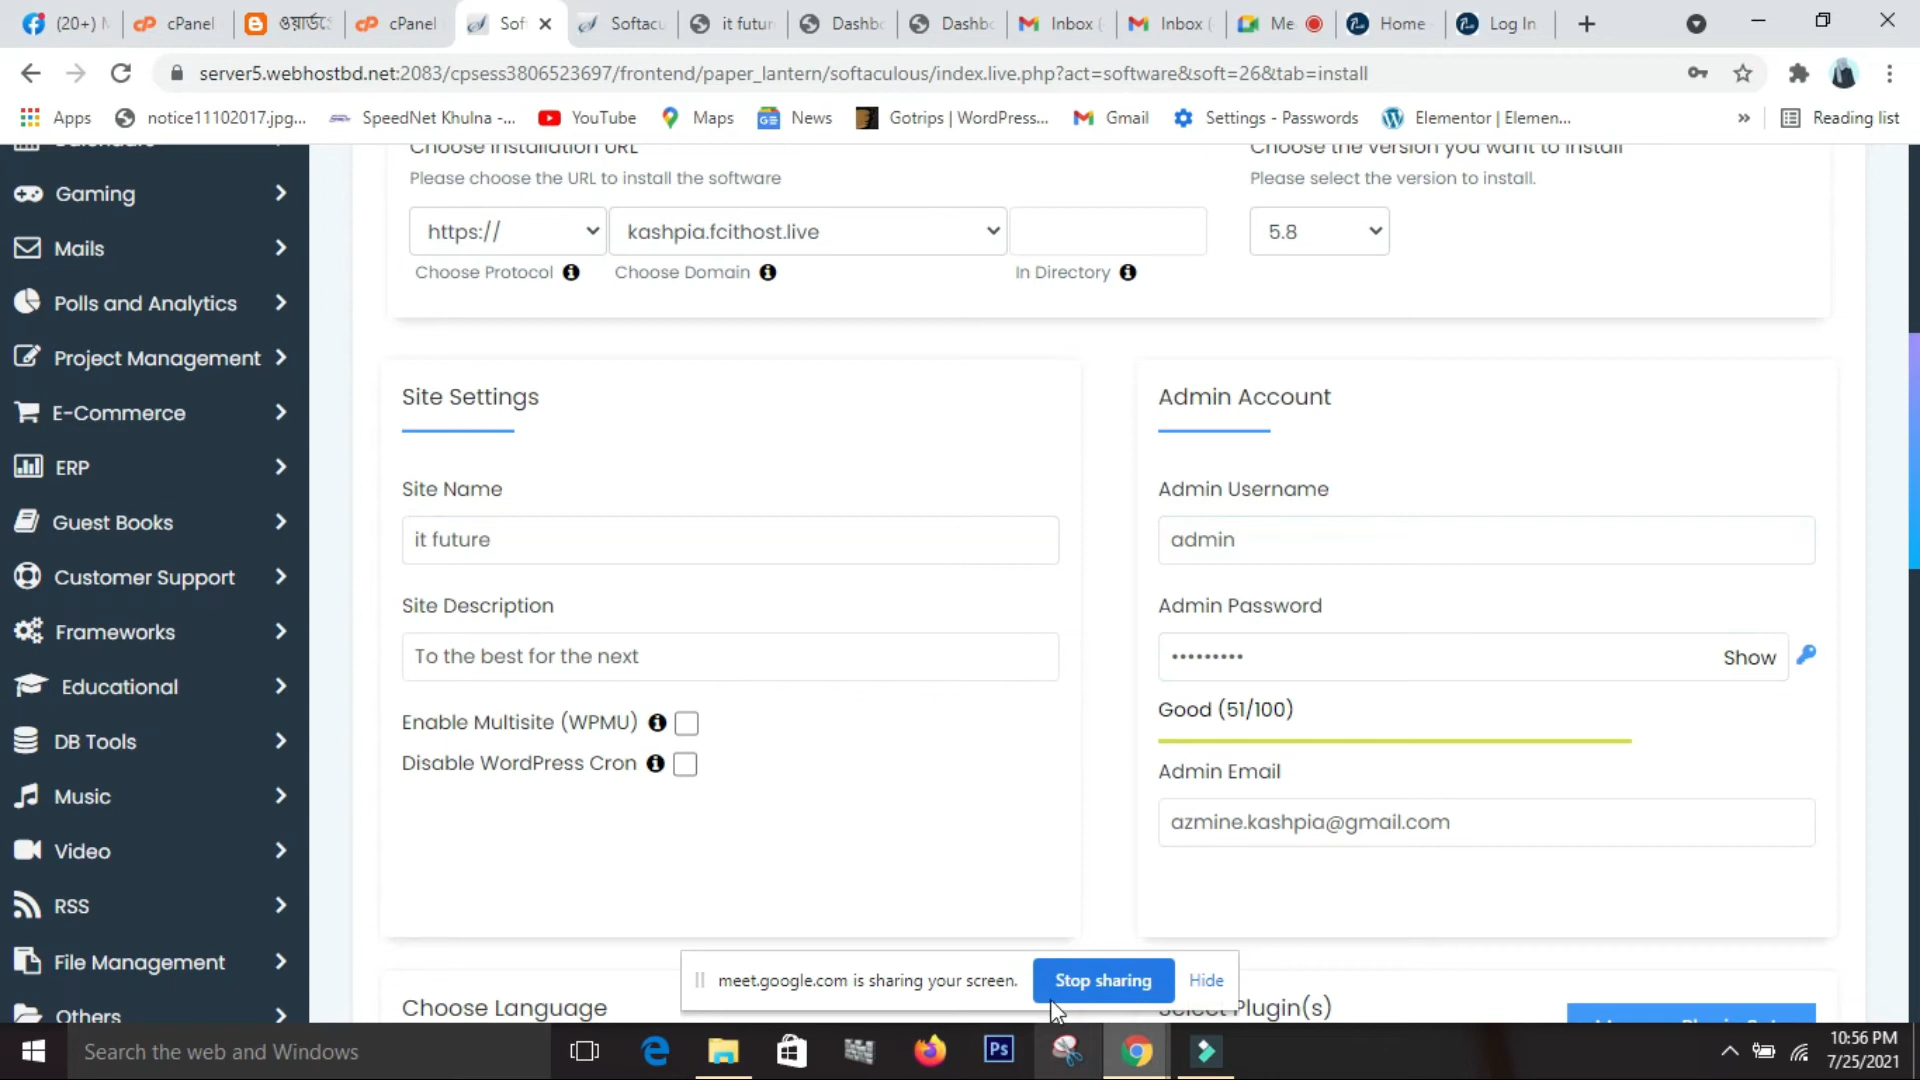 (20+)
cPanel
ওয়ার্ডপ্রে
cPanel
Sof
Softacu
it futur
Dashb
Dashb
Inbox (
Inbox (
Me
Home
Log In
server5.webhostbd.net:2083/cpsess3806523697/frontend/paper_lantern/softaculous/index.live.php?act=software&soft=26&tab=install
Apps
notice11102017.jpg...
SpeedNet Khulna -...
YouTube
Maps
News
Gotrips | WordPress...
Gmail
Settings - Passwords
Elementor | Elemen...
»
Reading list
Choose Installation URL
Please choose the URL to install the software
https://
kashpia.fcithost.live
Choose Protocol
Choose Domain
In Directory
Choose the version you want to install
Please select the version to install.
5.8
Calendars
Gaming
Mails
Polls and Analytics
Project Management
E-Commerce
ERP
Guest Books
Customer Support
Frameworks
Educational
DB Tools
Music
Video
RSS
File Management
Others
Site Settings
Site Name
it future
Site Description
To the best for the next
Enable Multisite (WPMU)
Disable WordPress Cron
Admin Account
Admin Username
admin
Admin Password
•••••••••
Show
Good (51/100)
Admin Email
azmine.kashpia@gmail.com
Choose Language
Select Plugin(s)
meet.google.com is sharing your screen.
Stop sharing
Hide
Search the web and Windows
Ps
10:56 PM
7/25/2021